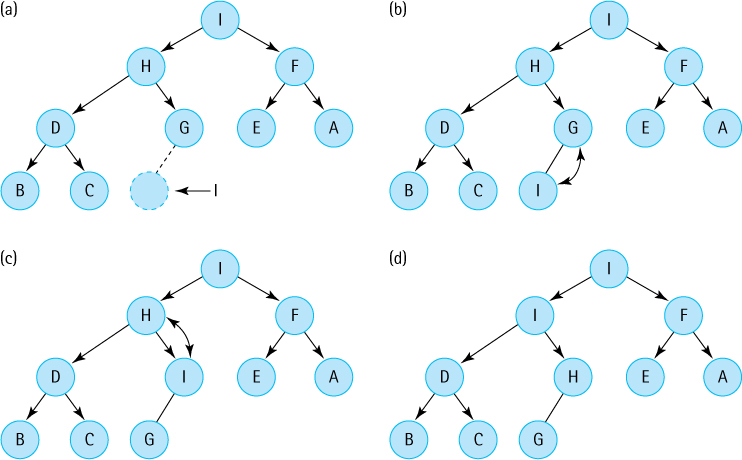 (a)
I
H F
D G E A
B C I
(b)
I
H F
D G E A
B C I
(c)
I
H F
D I E A
B C G
(d)
I
I F
D H E A
B C G